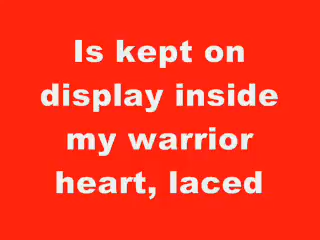 Is kept on
display inside
my warrior
heart, laced